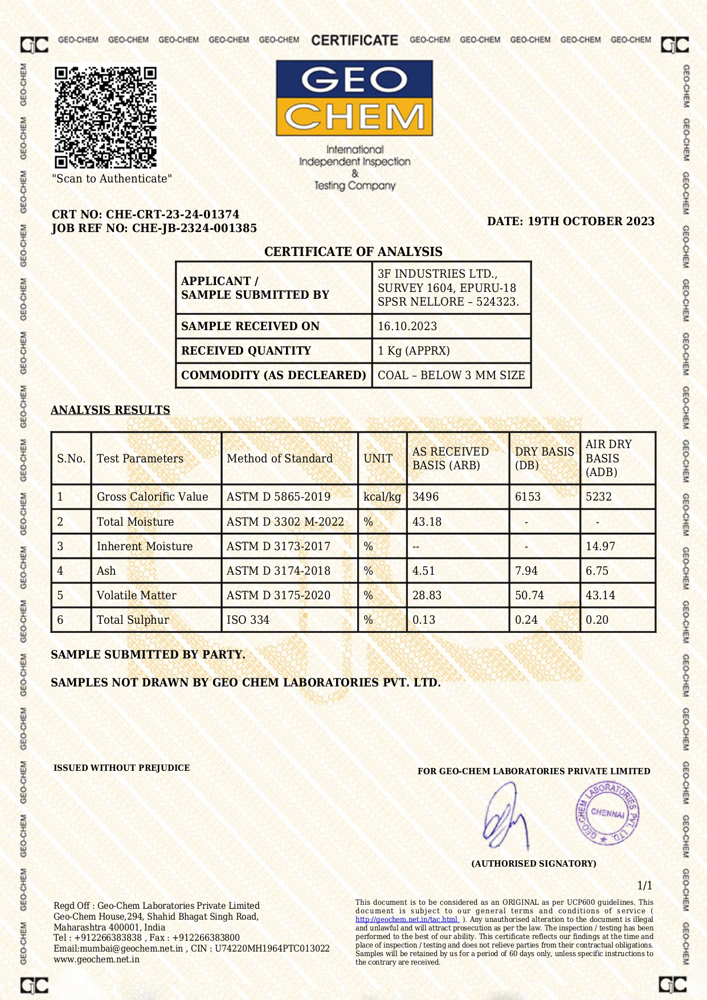 GEO-CHEM GEO-CHEM GEO-CHEM GEO-CHEM GEO-CHEM CERTIFICATE GEO-CHEM GEO-CHEM GEO-CHEM GEO-CHEM GEO-CHEM
GEO
CHEM
International
Independent Inspection
&
Testing Company
"Scan to Authenticate"
CRT NO: CHE-CRT-23-24-01374
JOB REF NO: CHE-JB-2324-001385
DATE: 19TH OCTOBER 2023
CERTIFICATE OF ANALYSIS
APPLICANT /
SAMPLE SUBMITTED BY
3F INDUSTRIES LTD.,
SURVEY 1604, EPURU-18
SPSR NELLORE – 524323.
SAMPLE RECEIVED ON 16.10.2023
RECEIVED QUANTITY 1 Kg (APPRX)
COMMODITY (AS DECLEARED) COAL – BELOW 3 MM SIZE
ANALYSIS RESULTS
S.No. Test Parameters Method of Standard UNIT AS RECEIVED BASIS (ARB) DRY BASIS (DB) AIR DRY BASIS (ADB)
1 Gross Calorific Value ASTM D 5865-2019 kcal/kg 3496 6153 5232
2 Total Moisture ASTM D 3302 M-2022 % 43.18 - -
3 Inherent Moisture ASTM D 3173-2017 % -- - 14.97
4 Ash ASTM D 3174-2018 % 4.51 7.94 6.75
5 Volatile Matter ASTM D 3175-2020 % 28.83 50.74 43.14
6 Total Sulphur ISO 334 % 0.13 0.24 0.20
SAMPLE SUBMITTED BY PARTY.
SAMPLES NOT DRAWN BY GEO CHEM LABORATORIES PVT. LTD.
ISSUED WITHOUT PREJUDICE
FOR GEO-CHEM LABORATORIES PRIVATE LIMITED
GEO-CHEM LABORATORIES PVT. LTD.
CHENNAI
(AUTHORISED SIGNATORY)
1/1
Regd Off : Geo-Chem Laboratories Private Limited
Geo-Chem House,294, Shahid Bhagat Singh Road,
Maharashtra 400001, India
Tel : +912266383838 , Fax : +912266383800
Email:mumbai@geochem.net.in , CIN : U74220MH1964PTC013022
www.geochem.net.in
This document is to be considered as an ORIGINAL as per UCP600 guidelines. This
document is subject to our general terms and conditions of service (
http://geochem.net.in/tac.html ). Any unauthorised alteration to the document is illegal
and unlawful and will attract prosecution as per the law. The inspection / testing has been
performed to the best of our ability. This certificate reflects our findings at the time and
place of inspection / testing and does not relieve parties from their contractual obligations.
Samples will be retained by us for a period of 60 days only, unless specific instructions to
the contrary are received.